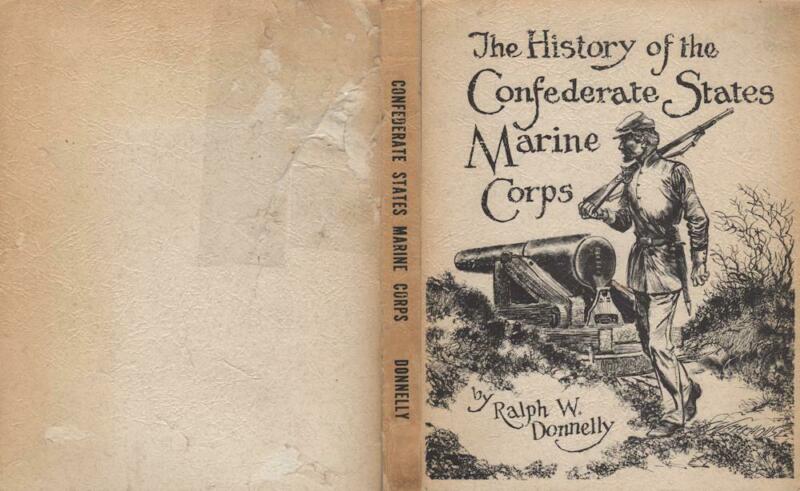 The History of the
Confederate States
Marine
Corps
by Ralph W.
Donnelly
CONFEDERATE STATES MARINE CORPS DONNELLY